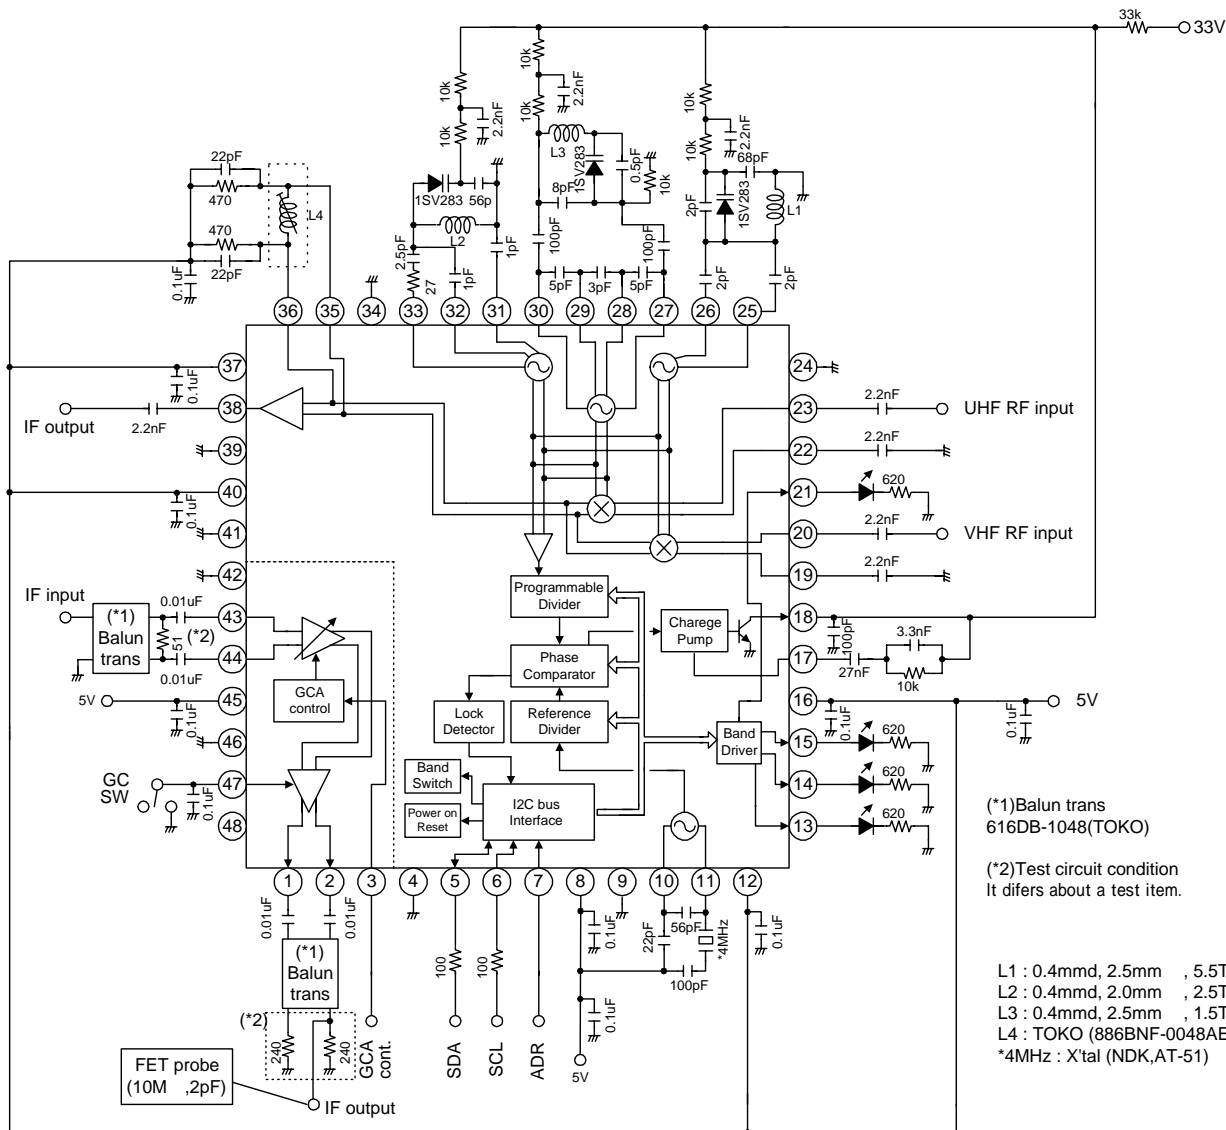 33k
33V
10k
2.2nF
10k
10k
2.2nF
10k
10k
2.2nF
10k
22pF
470
L4
470
22pF
0.1uF
1SV283
56p
L2
2.5pF
27
1pF
1pF
L3
1SV283
0.5pF
10k
8pF
100pF
100pF
5pF
3pF
5pF
68pF
2pF
1SV283
L1
2pF
2pF
36
35
34
33
32
31
30
29
28
27
26
25
37
0.1uF
38
2.2nF
IF output
39
40
0.1uF
41
42
24
23
2.2nF
UHF RF input
22
2.2nF
21
620
20
2.2nF
VHF RF input
19
2.2nF
IF input
(*1)
Balun
trans
0.01uF
51
(*2)
0.01uF
43
44
GCA
control
5V
45
0.1uF
46
GC
SW
47
0.1uF
48
Programmable
Divider
Phase
Comparator
Lock
Detector
Reference
Divider
Charege
Pump
Band
Driver
Band
Switch
Power on
Reset
I2C bus
Interface
18
100pF
17
27nF
3.3nF
10k
16
0.1uF
5V
0.1uF
15
620
14
620
13
620
1
2
3
4
5
6
7
8
9
10
11
12
0.01uF
0.01uF
(*1)
Balun
trans
(*2)
240
240
GCA
cont.
FET probe
(10M ,2pF)
IF output
100
SDA
100
SCL
ADR
0.1uF
0.1uF
5V
22pF
56pF
100pF
*4MHz
0.1uF
(*1)Balun trans
616DB-1048(TOKO)
(*2)Test circuit condition
It difers about a test item.
L1 : 0.4mmd, 2.5mm , 5.5T
L2 : 0.4mmd, 2.0mm , 2.5T
L3 : 0.4mmd, 2.5mm , 1.5T
L4 : TOKO (886BNF-0048AE
*4MHz : X'tal (NDK,AT-51)